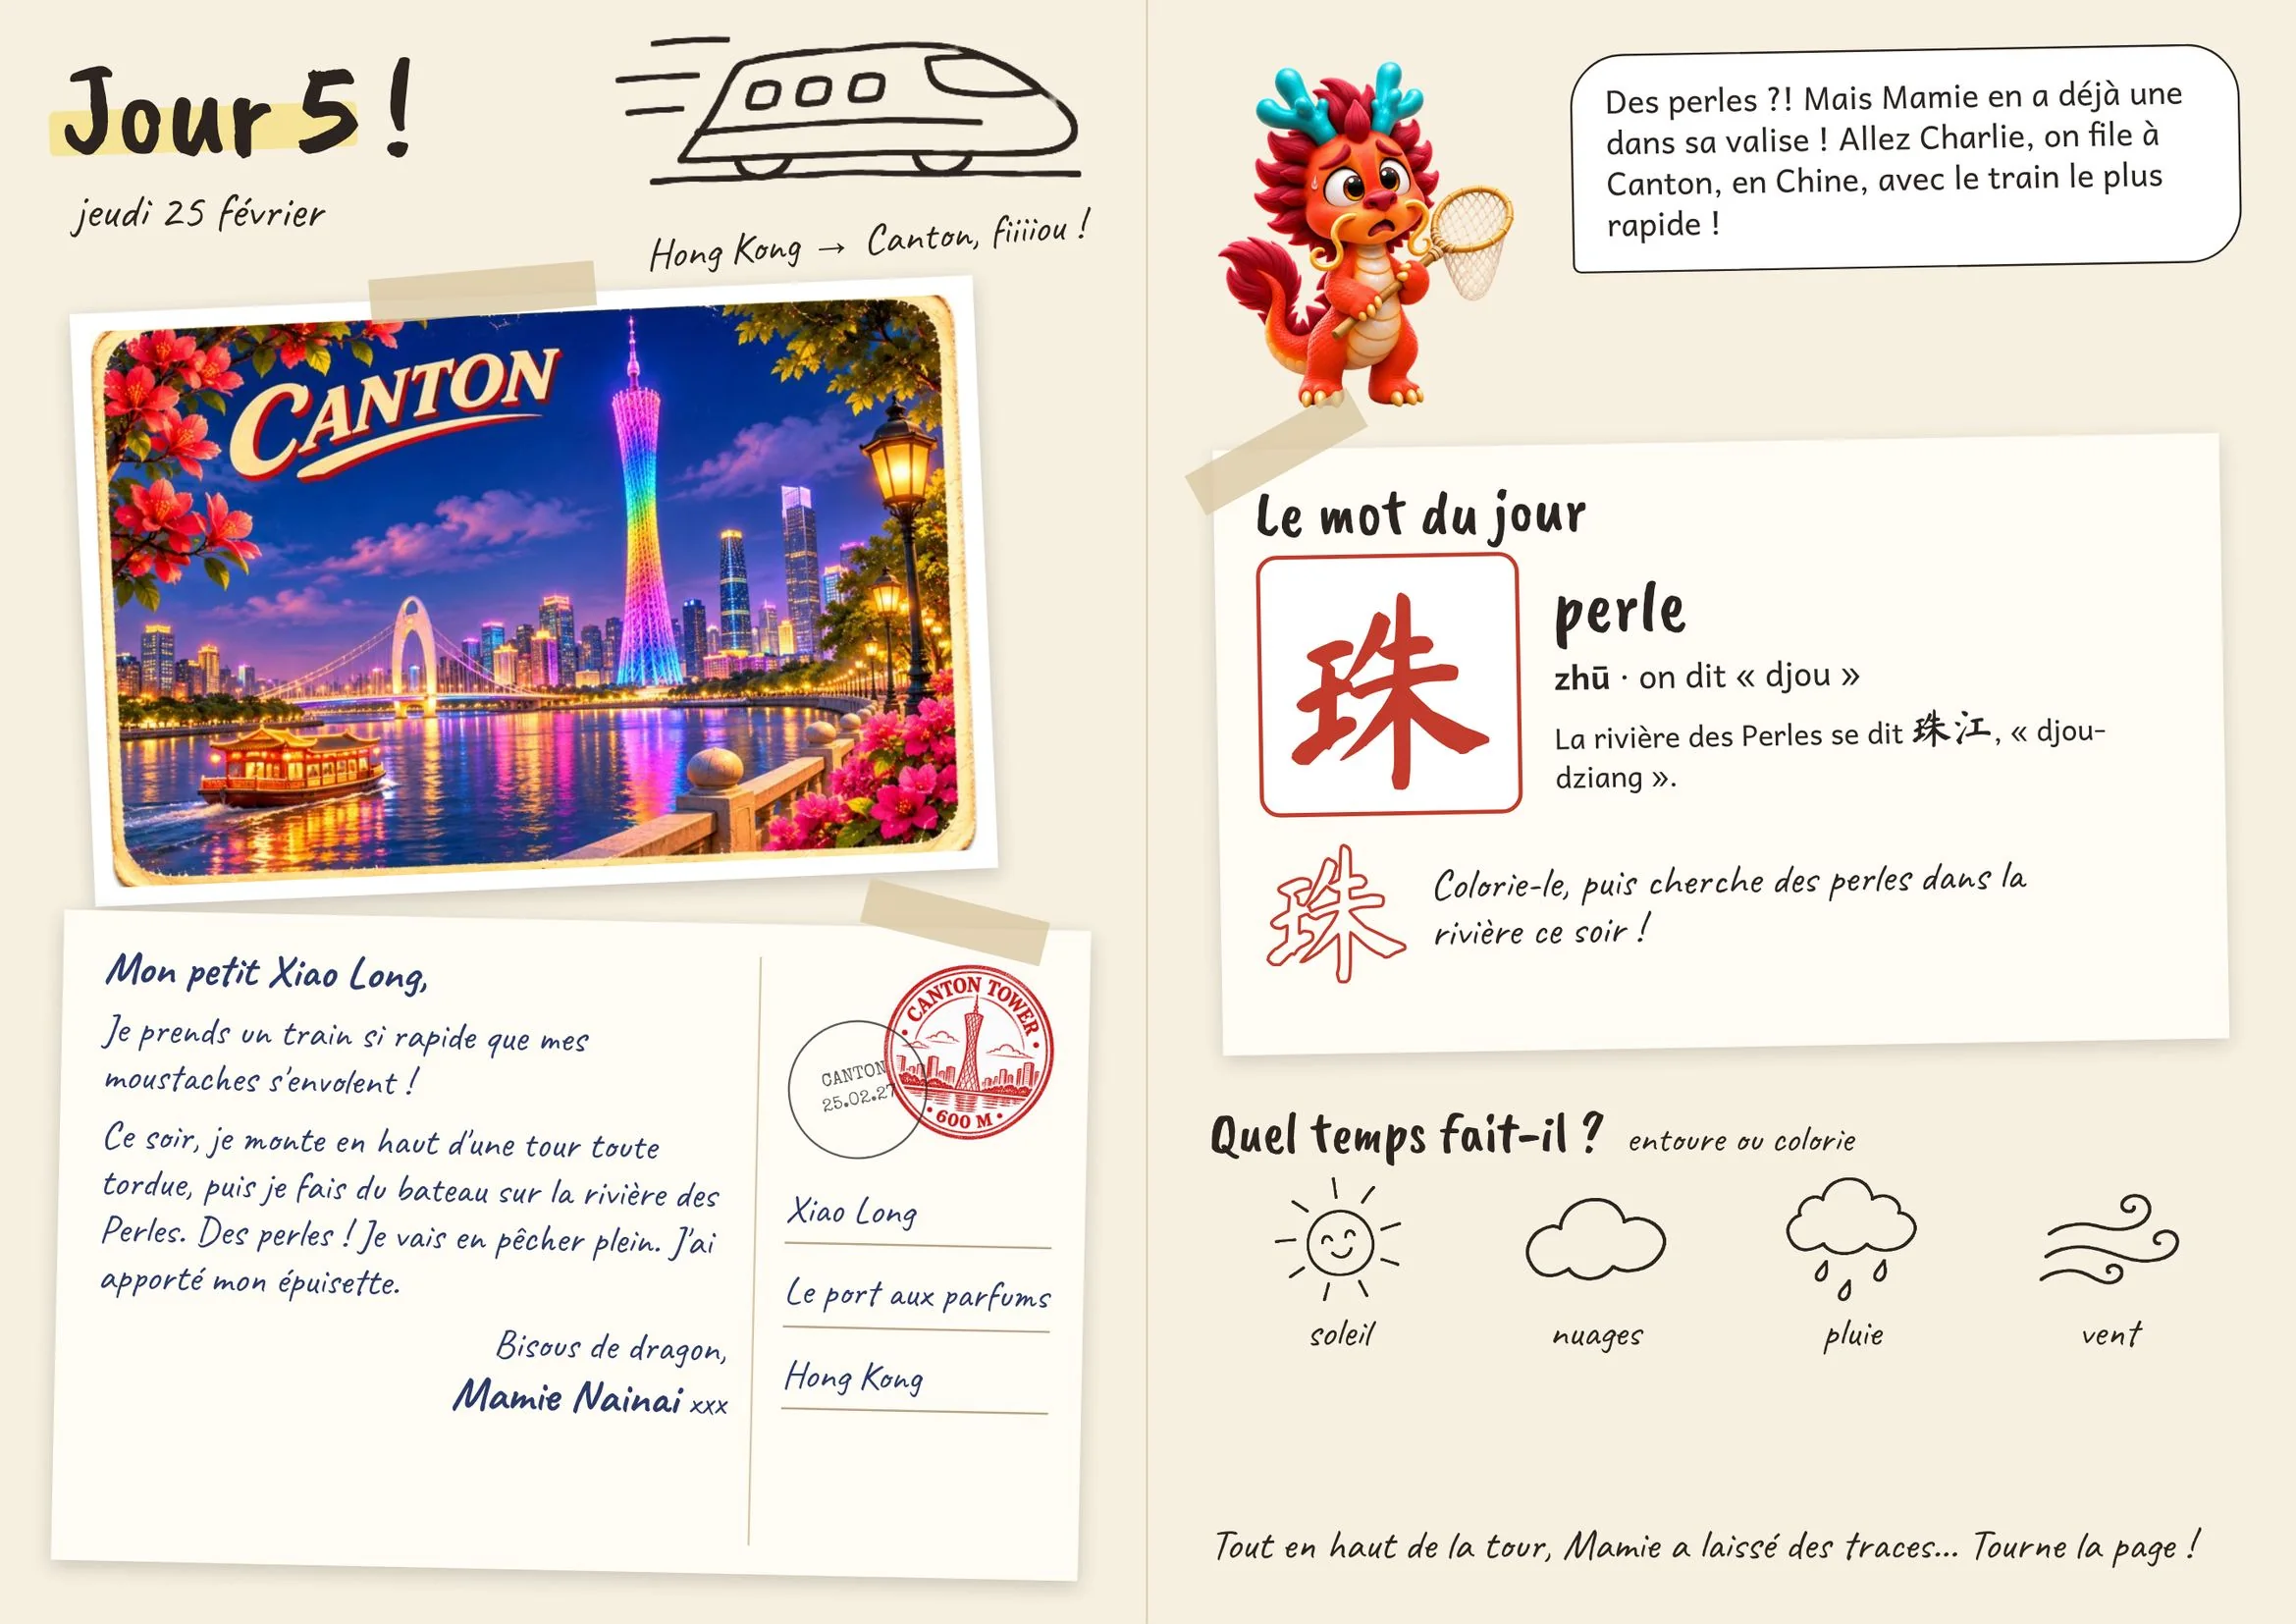 Jour 5 !
jeudi 25 février
Hong Kong → Canton, fiiiiou !
CANTON
Mon petit Xiao Long,
Je prends un train si rapide que mes
moustaches s'envolent !
Ce soir, je monte en haut d'une tour toute
tordue, puis je fais du bateau sur la rivière des
Perles. Des perles ! Je vais en pêcher plein. J'ai
apporté mon épuisette.
Bisous de dragon,
Mamie Nainai xxx
CANTON
25.02.27
CANTON TOWER
600 M
Xiao Long
Le port aux parfums
Hong Kong
Des perles ?! Mais Mamie en a déjà une
dans sa valise ! Allez Charlie, on file à
Canton, en Chine, avec le train le plus
rapide !
Le mot du jour
珠
perle
zhū · on dit « djou »
La rivière des Perles se dit 珠江, « djou-
dziang ».
珠
Colorie-le, puis cherche des perles dans la
rivière ce soir !
Quel temps fait-il ? entoure ou colorie
soleil
nuages
pluie
vent
Tout en haut de la tour, Mamie a laissé des traces... Tourne la page !